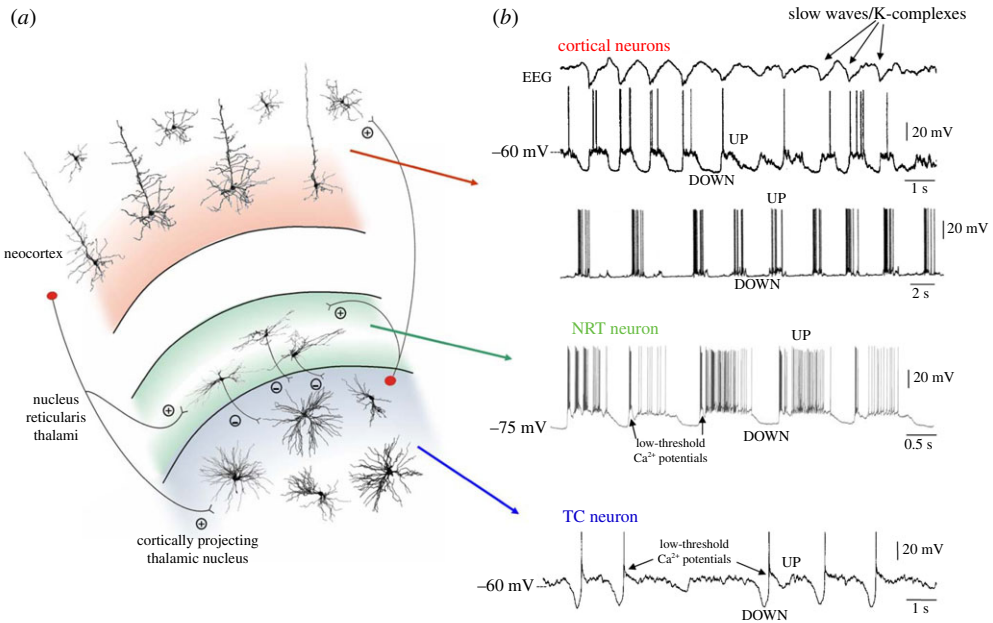 (a)
neocortex
nucleus
reticularis
thalami
cortically projecting
thalamic nucleus
+
+
+
+
−
−
−
(b)
slow waves/K-complexes
cortical neurons
EEG
20 mV
–60 mV
UP
DOWN
1 s
UP
20 mV
DOWN
2 s
NRT neuron
UP
20 mV
–75 mV
low-threshold
Ca²⁺ potentials
DOWN
0.5 s
TC neuron
low-threshold
Ca²⁺ potentials
UP
20 mV
–60 mV
DOWN
1 s